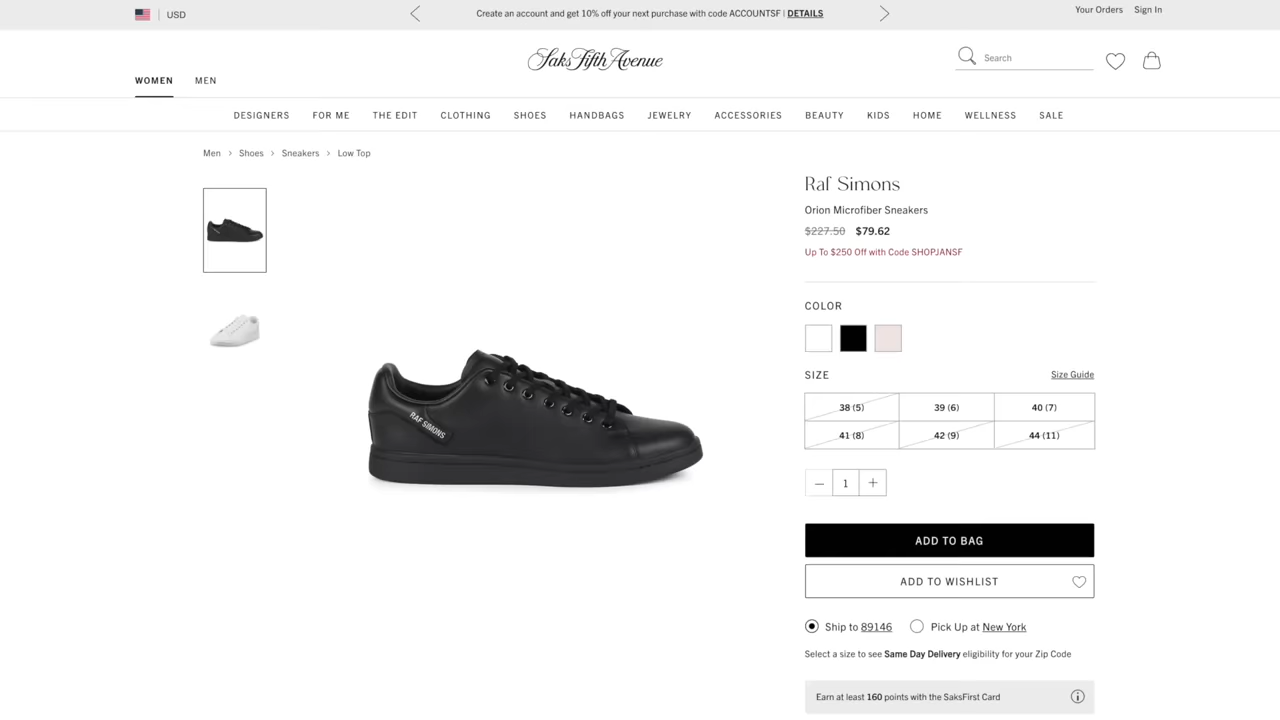 USD
Create an account and get 10% off your next purchase with code ACCOUNTSF | DETAILS
Your Orders Sign In
Saks Fifth Avenue
Search
WOMEN MEN
DESIGNERS FOR ME THE EDIT CLOTHING SHOES HANDBAGS JEWELRY ACCESSORIES BEAUTY KIDS HOME WELLNESS SALE
Men > Shoes > Sneakers > Low Top
Raf Simons
Orion Microfiber Sneakers
$227.50 $79.62
Up To $250 Off with Code SHOPJANSF
COLOR
SIZE Size Guide
38 (5) 39 (6) 40 (7)
41 (8) 42 (9) 44 (11)
RAF SIMONS
– 1 +
ADD TO BAG
ADD TO WISHLIST
Ship to 89146 Pick Up at New York
Select a size to see Same Day Delivery eligibility for your Zip Code
Earn at least 160 points with the SaksFirst Card